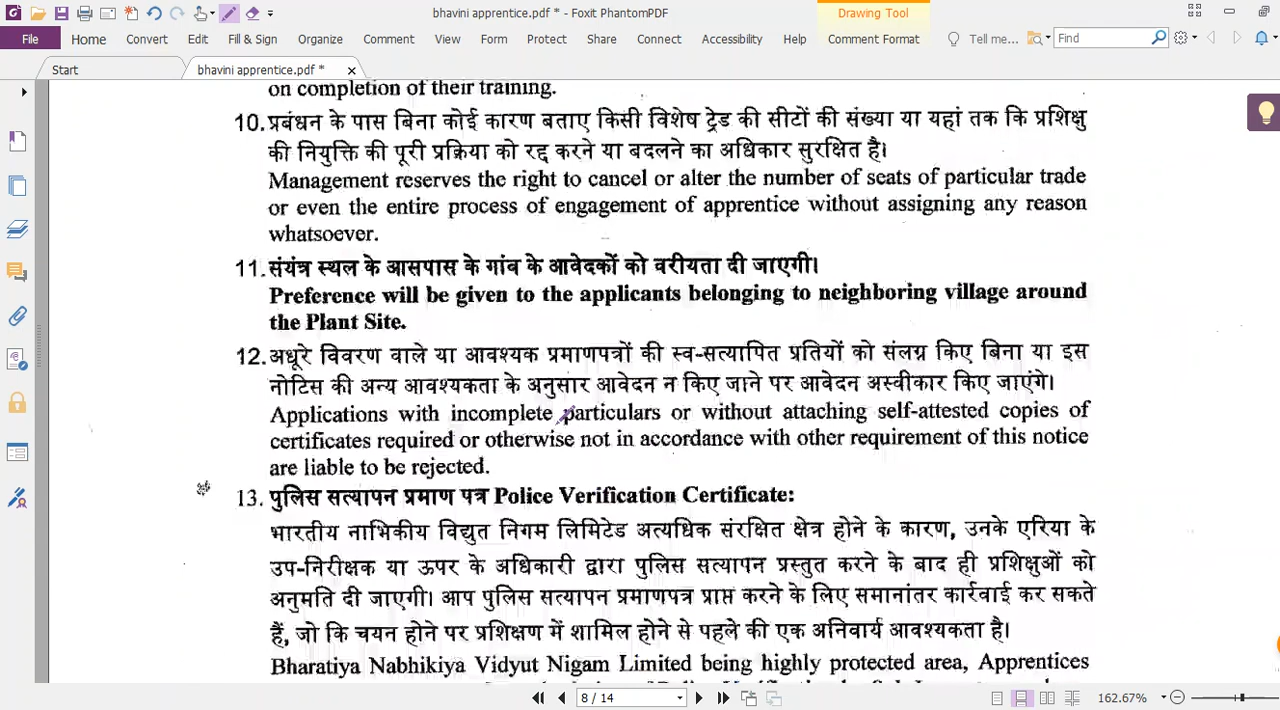 bhavini apprentice.pdf * - Foxit PhantomPDF
Drawing Tool
File Home Convert Edit Fill & Sign Organize Comment View Form Protect Share Connect Accessibility Help Comment Format Tell me... Find
Start bhavini apprentice.pdf *
on completion of their training.
10. प्रबंधन के पास बिना कोई कारण बताए किसी विशेष ट्रेड की सीटों की संख्या या यहां तक कि प्रशिक्षु
की नियुक्ति की पूरी प्रक्रिया को रद्द करने या बदलने का अधिकार सुरक्षित है।
Management reserves the right to cancel or alter the number of seats of particular trade
or even the entire process of engagement of apprentice without assigning any reason
whatsoever.
11. संयंत्र स्थल के आसपास के गांव के आवेदकों को वरीयता दी जाएगी।
Preference will be given to the applicants belonging to neighboring village around
the Plant Site.
12. अधूरे विवरण वाले या आवश्यक प्रमाणपत्रों की स्व-सत्यापित प्रतियों को संलग्न किए बिना या इस
नोटिस की अन्य आवश्यकता के अनुसार आवेदन न किए जाने पर आवेदन अस्वीकार किए जाएंगे।
Applications with incomplete particulars or without attaching self-attested copies of
certificates required or otherwise not in accordance with other requirement of this notice
are liable to be rejected.
13. पुलिस सत्यापन प्रमाण पत्र Police Verification Certificate:
भारतीय नाभिकीय विद्युत निगम लिमिटेड अत्यधिक संरक्षित क्षेत्र होने के कारण, उनके एरिया के
उप-निरीक्षक या ऊपर के अधिकारी द्वारा पुलिस सत्यापन प्रस्तुत करने के बाद ही प्रशिक्षुओं को
अनुमति दी जाएगी। आप पुलिस सत्यापन प्रमाणपत्र प्राप्त करने के लिए समानांतर कार्रवाई कर सकते
हैं, जो कि चयन होने पर प्रशिक्षण में शामिल होने से पहले की एक अनिवार्य आवश्यकता है।
Bharatiya Nabhikiya Vidyut Nigam Limited being highly protected area, Apprentices
8 / 14 162.67%